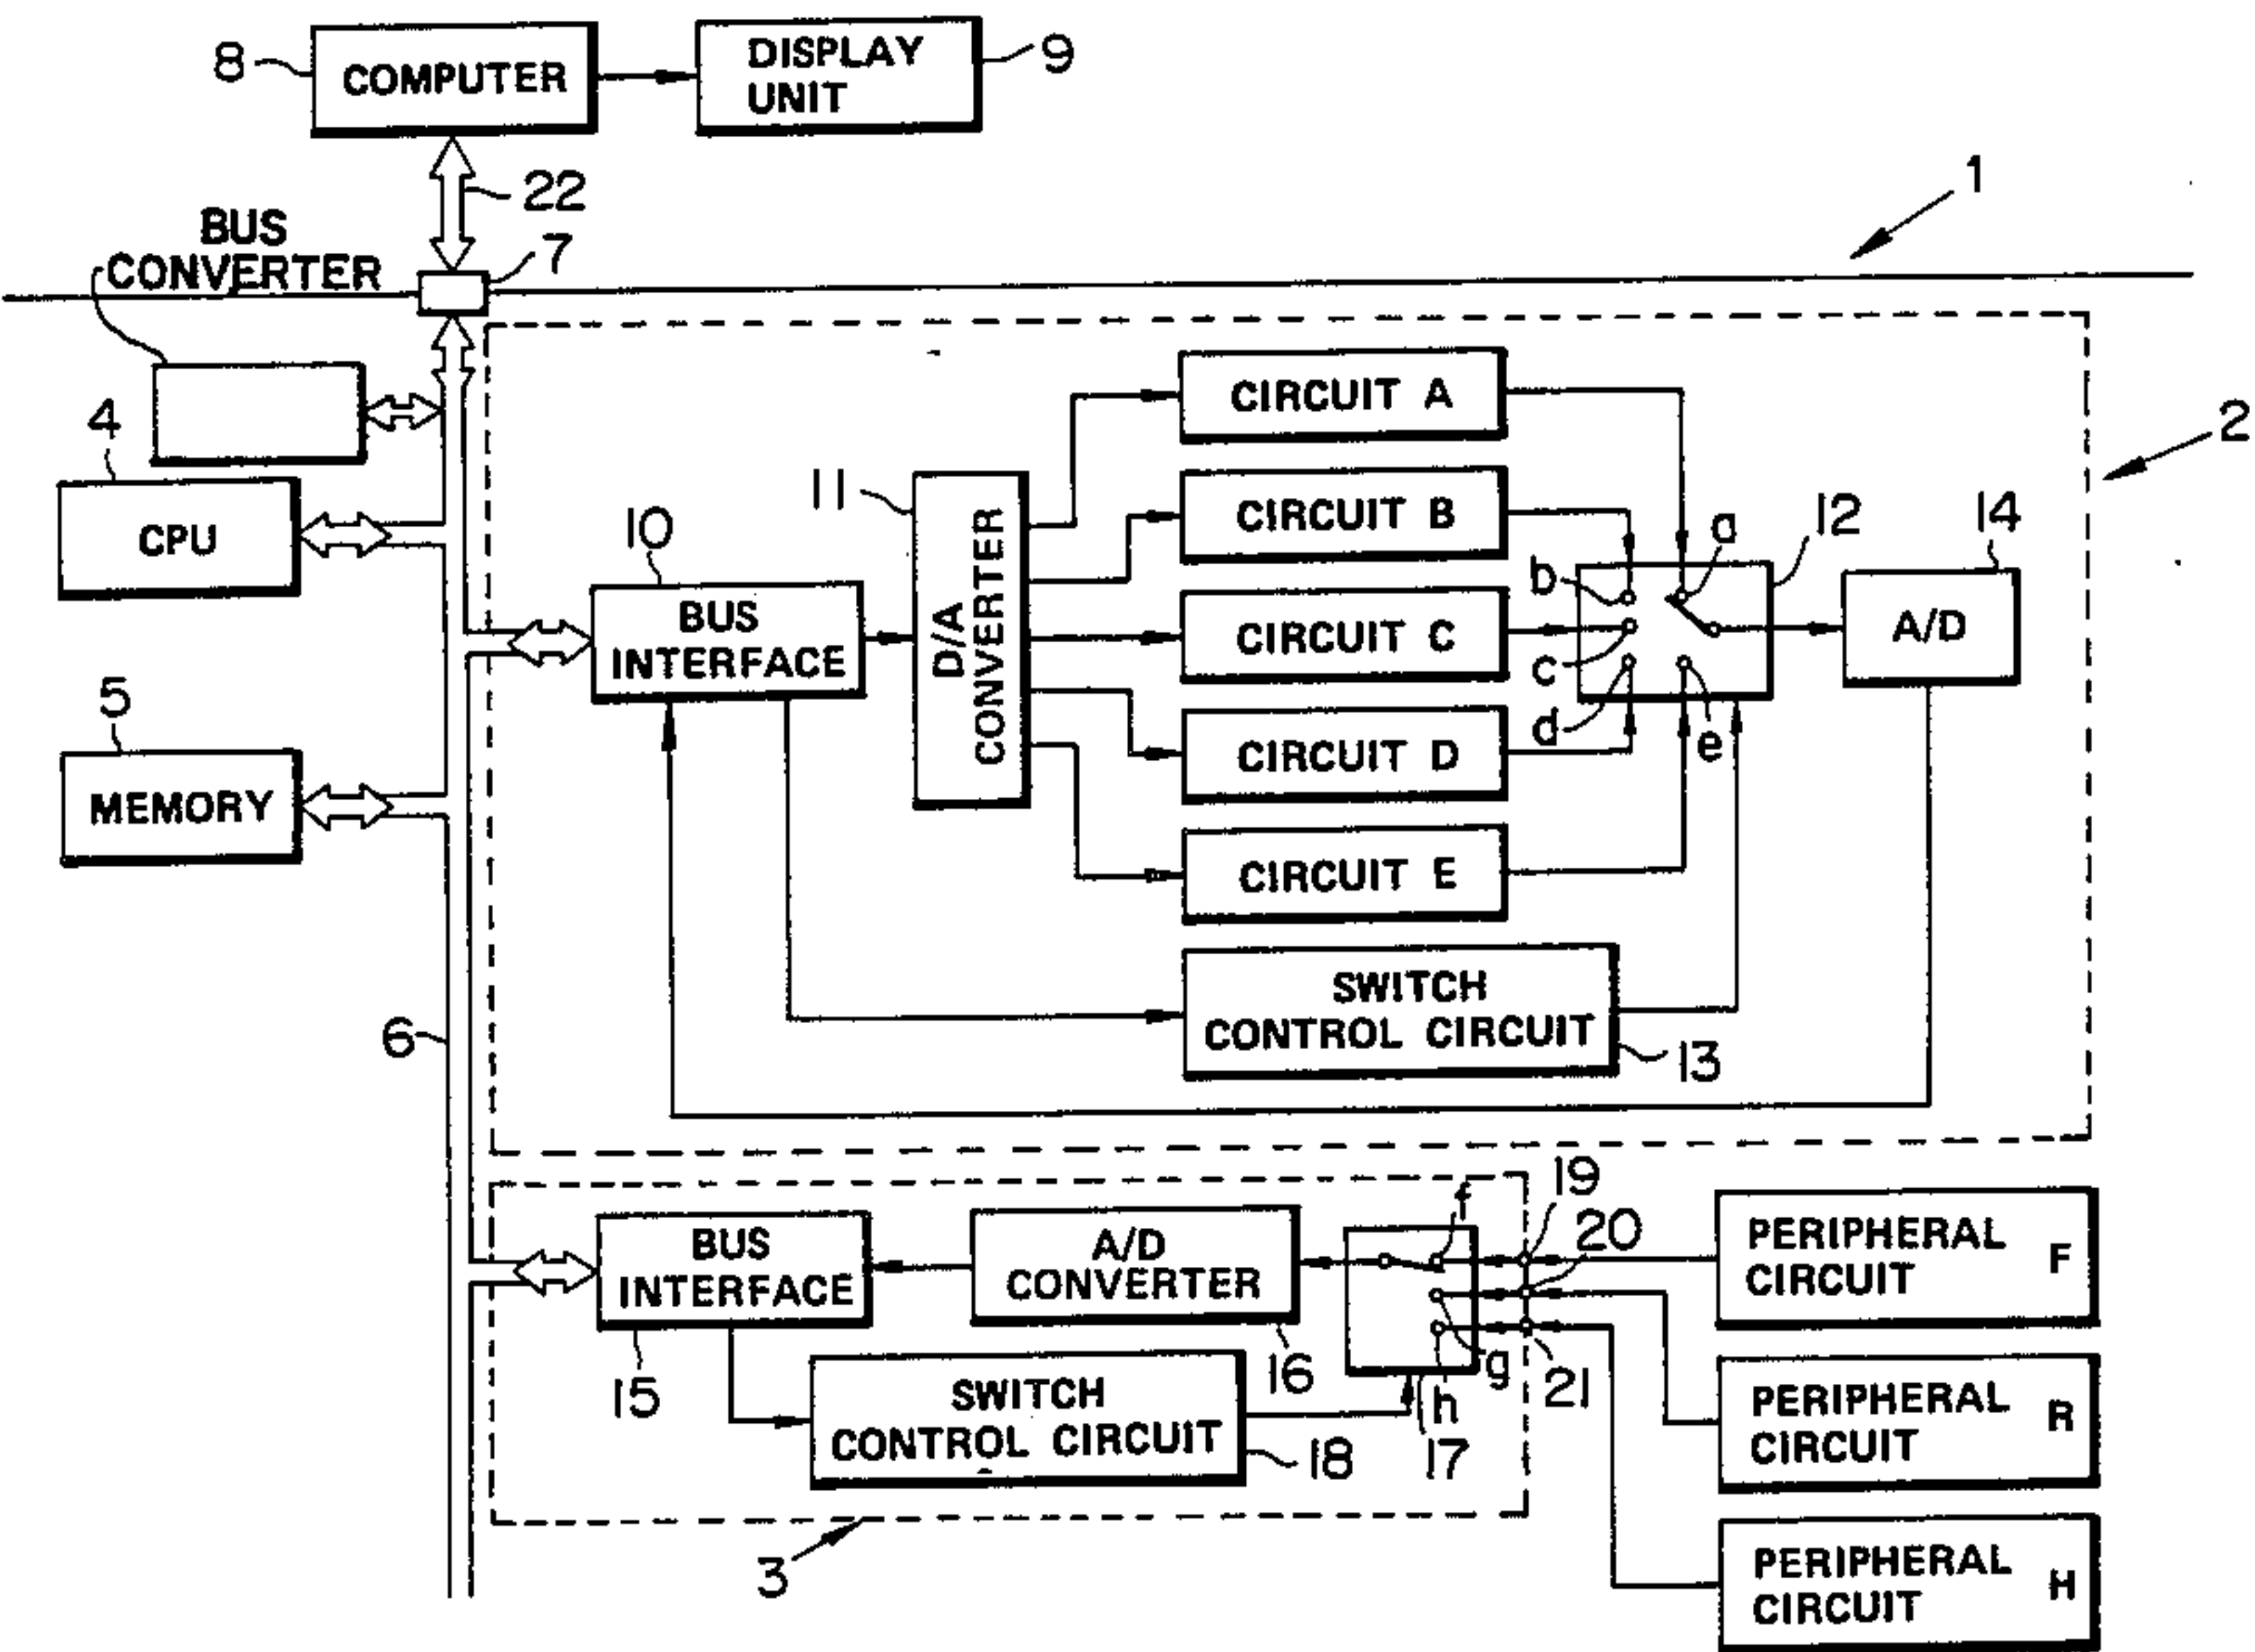 8
COMPUTER
DISPLAY
UNIT
9
22
1
BUS
CONVERTER
7
2
4
CPU
5
MEMORY
6
10
BUS
INTERFACE
11
D/A
CONVERTER
CIRCUIT A
CIRCUIT B
CIRCUIT C
CIRCUIT D
CIRCUIT E
a
b
c
d
e
12
14
A/D
SWITCH
CONTROL CIRCUIT
13
BUS
INTERFACE
15
A/D
CONVERTER
16
SWITCH
CONTROL CIRCUIT
18
f
g
h
17
19
20
21
3
PERIPHERAL
CIRCUIT F
PERIPHERAL
CIRCUIT R
PERIPHERAL
CIRCUIT H